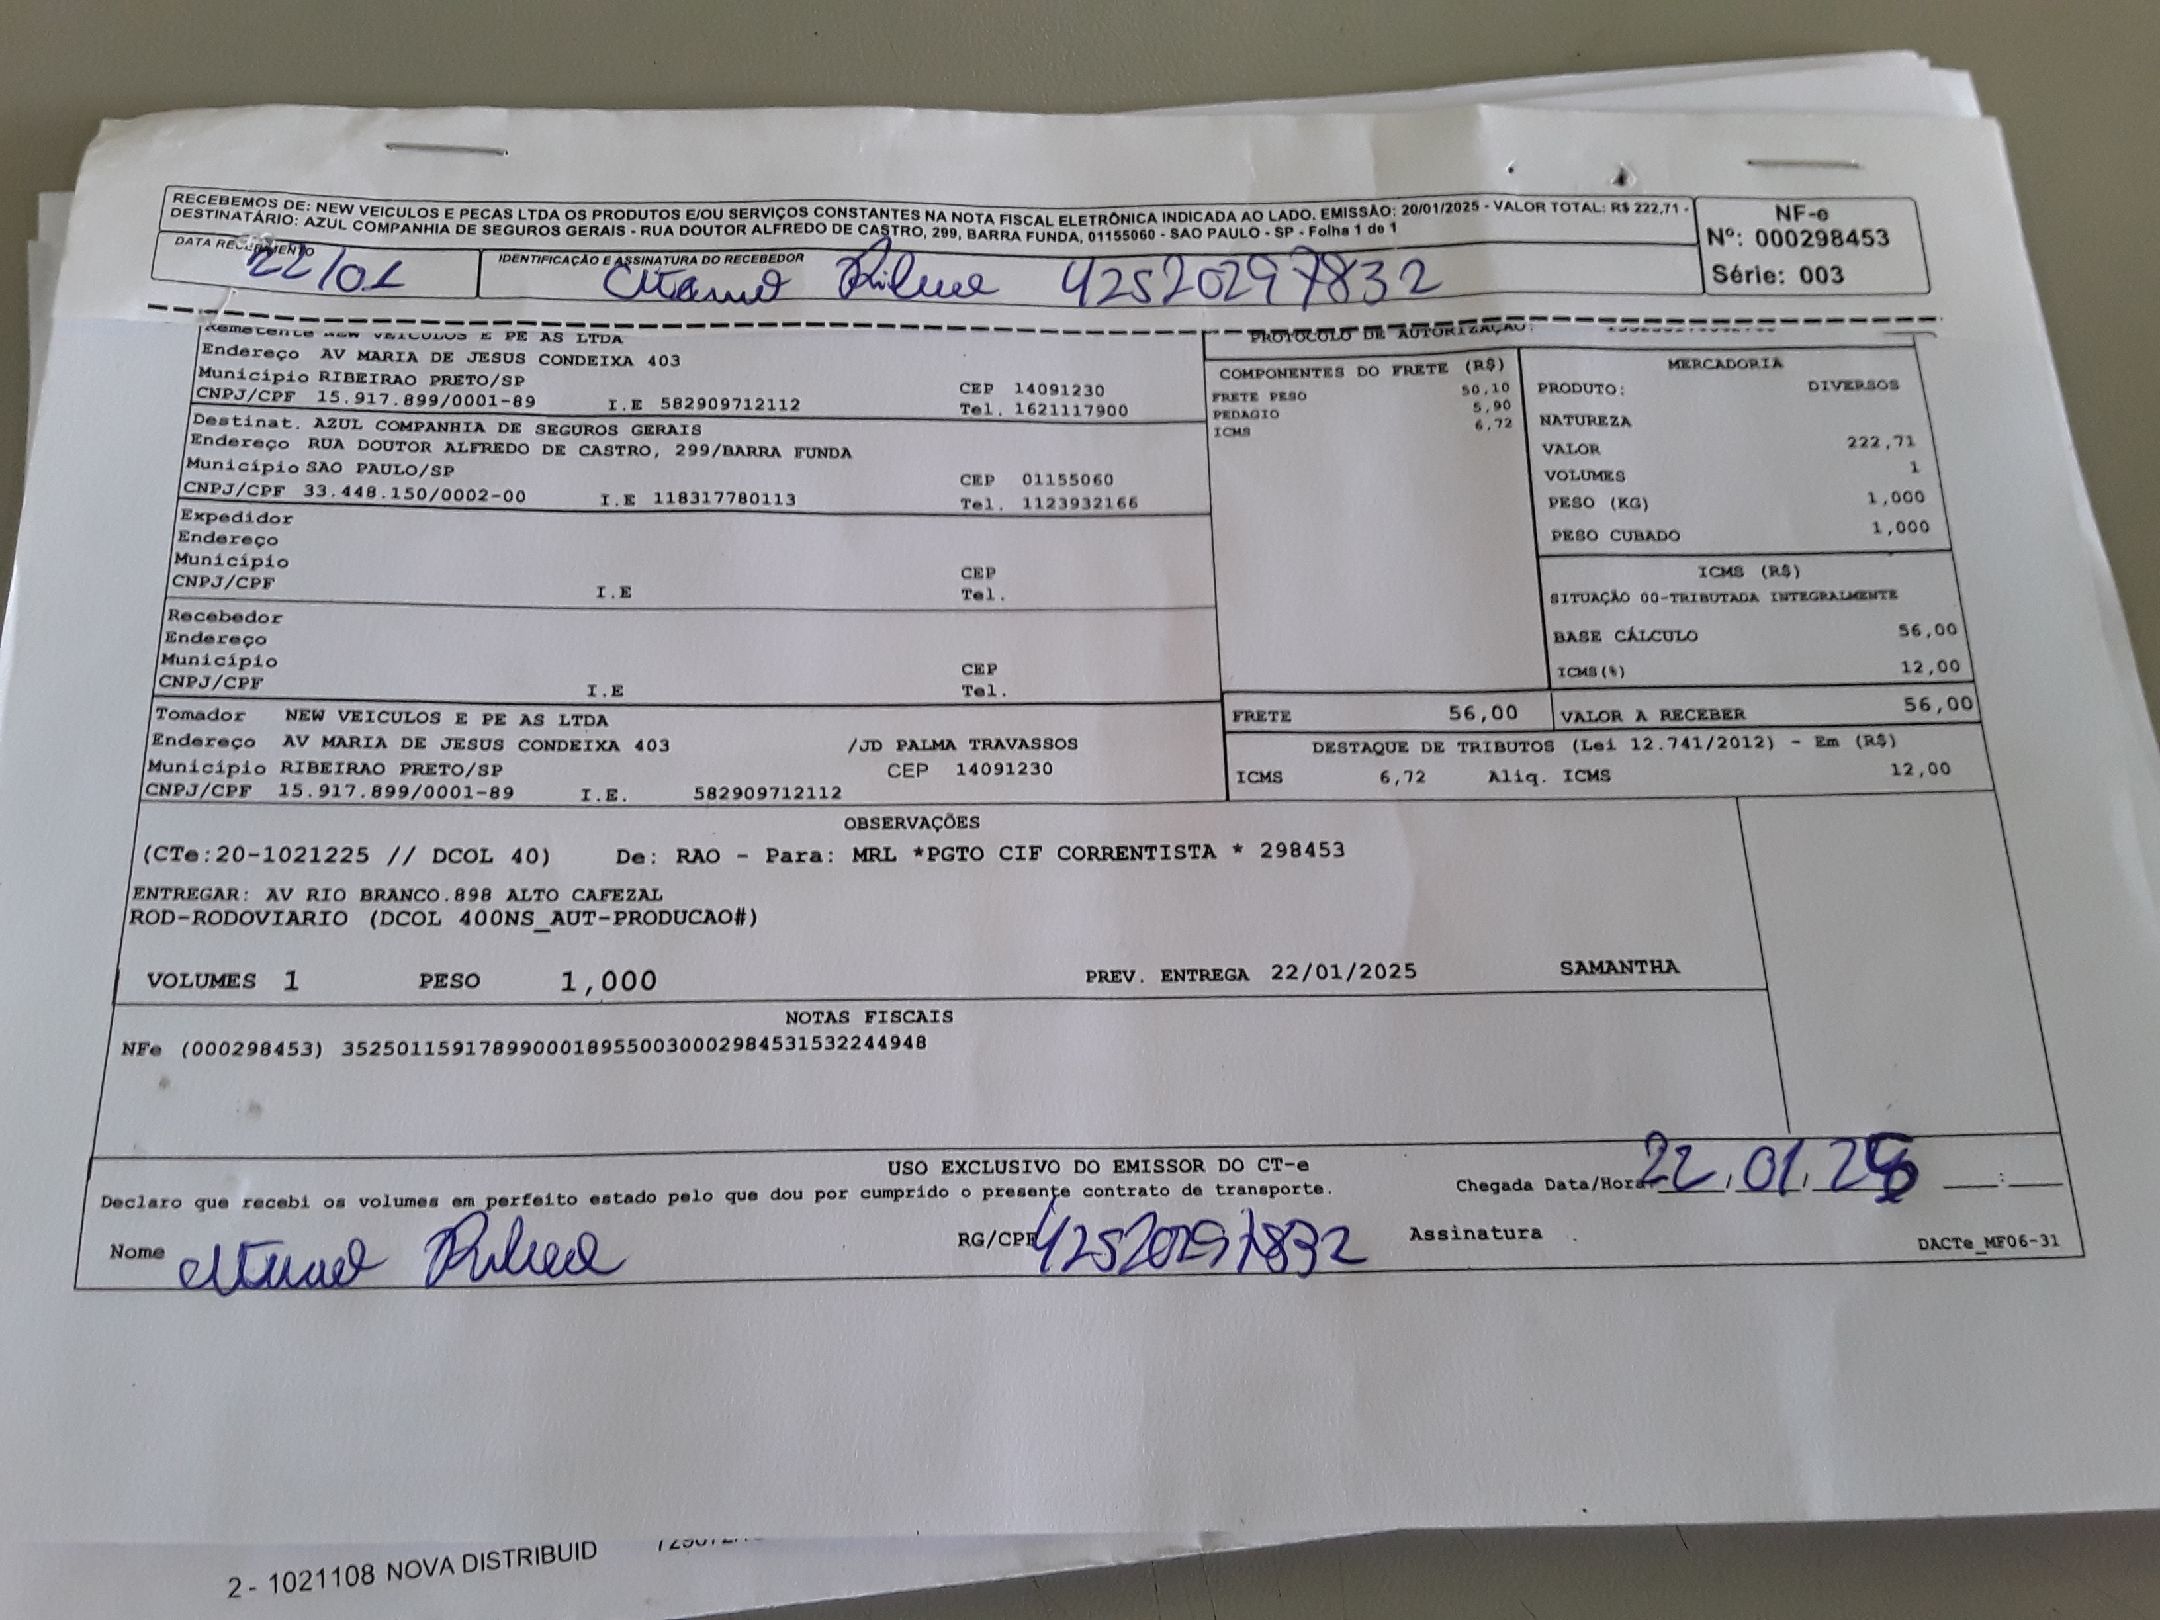 RECEBEMOS DE: NEW VEICULOS E PECAS LTDA OS PRODUTOS E/OU SERVIÇOS CONSTANTES NA NOTA FISCAL ELETRÔNICA INDICADA AO LADO. EMISSÃO: 20/01/2025 - VALOR TOTAL: R$ 222,71 -
DESTINATÁRIO: AZUL COMPANHIA DE SEGUROS GERAIS - RUA DOUTOR ALFREDO DE CASTRO, 299, BARRA FUNDA, 01155060 - SAO PAULO - SP - Folha 1 de 1
NF-e
Nº: 000298453
Série: 003
DATA RECEBIMENTO
22/01
IDENTIFICAÇÃO E ASSINATURA DO RECEBEDOR
42520297832
Remetente NEW VEICULOS E PE AS LTDA
Endereço AV MARIA DE JESUS CONDEIXA 403
Município RIBEIRAO PRETO/SP CEP 14091230
CNPJ/CPF 15.917.899/0001-89 I.E 582909712112 Tel. 1621117900
Destinat. AZUL COMPANHIA DE SEGUROS GERAIS
Endereço RUA DOUTOR ALFREDO DE CASTRO, 299/BARRA FUNDA
Município SAO PAULO/SP CEP 01155060
CNPJ/CPF 33.448.150/0002-00 I.E 118317780113 Tel. 1123932166
Expedidor
Endereço
Município CEP
CNPJ/CPF I.E Tel.
Recebedor
Endereço
Município CEP
CNPJ/CPF I.E Tel.
Tomador NEW VEICULOS E PE AS LTDA
Endereço AV MARIA DE JESUS CONDEIXA 403 /JD PALMA TRAVASSOS
Município RIBEIRAO PRETO/SP CEP 14091230
CNPJ/CPF 15.917.899/0001-89 I.E. 582909712112
PROTOCOLO DE AUTORIZAÇAO:
COMPONENTES DO FRETE (R$)
FRETE PESO 50,10
PEDAGIO 5,90
ICMS 6,72
MERCADORIA
PRODUTO: DIVERSOS
NATUREZA
VALOR 222,71
VOLUMES 1
PESO (KG) 1,000
PESO CUBADO 1,000
ICMS (R$)
SITUAÇÃO 00-TRIBUTADA INTEGRALMENTE
BASE CÁLCULO 56,00
ICMS(%) 12,00
FRETE 56,00 VALOR A RECEBER 56,00
DESTAQUE DE TRIBUTOS (Lei 12.741/2012) - Em (R$)
ICMS 6,72 Aliq. ICMS 12,00
OBSERVAÇÕES
(CTe:20-1021225 // DCOL 40) De: RAO - Para: MRL *PGTO CIF CORRENTISTA * 298453
ENTREGAR: AV RIO BRANCO.898 ALTO CAFEZAL
ROD-RODOVIARIO (DCOL 400NS_AUT-PRODUCAO#)
VOLUMES 1 PESO 1,000 PREV. ENTREGA 22/01/2025 SAMANTHA
NOTAS FISCAIS
NFe (000298453) 35250115917899000189550030002984531532244948
USO EXCLUSIVO DO EMISSOR DO CT-e
Declaro que recebi os volumes em perfeito estado pelo que dou por cumprido o presente contrato de transporte.
Chegada Data/Hora: 22/01/25 __:__
Nome
RG/CPF 42520297832
Assinatura
DACTe_MF06-31
2 - 1021108 NOVA DISTRIBUID